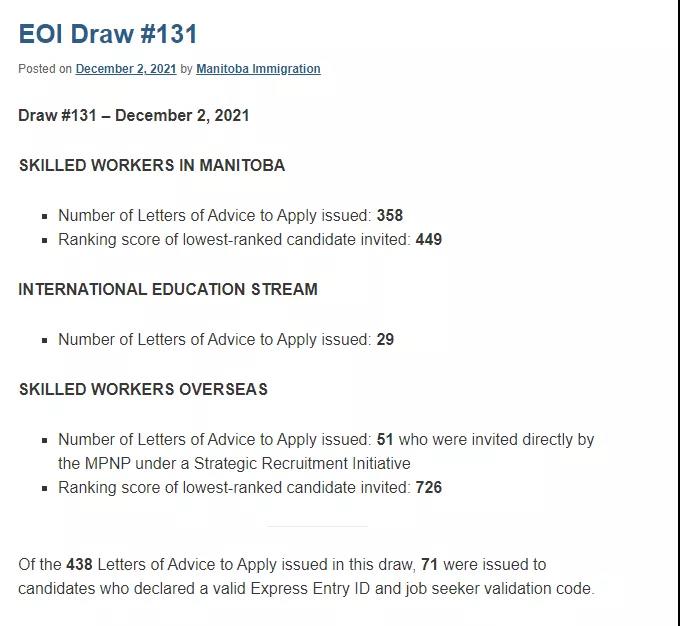 EOI Draw #131
Posted on December 2, 2021 by Manitoba Immigration
Draw #131 – December 2, 2021
SKILLED WORKERS IN MANITOBA
▪ Number of Letters of Advice to Apply issued: 358
▪ Ranking score of lowest-ranked candidate invited: 449
INTERNATIONAL EDUCATION STREAM
▪ Number of Letters of Advice to Apply issued: 29
SKILLED WORKERS OVERSEAS
▪ Number of Letters of Advice to Apply issued: 51 who were invited directly by
the MPNP under a Strategic Recruitment Initiative
▪ Ranking score of lowest-ranked candidate invited: 726
Of the 438 Letters of Advice to Apply issued in this draw, 71 were issued to
candidates who declared a valid Express Entry ID and job seeker validation code.